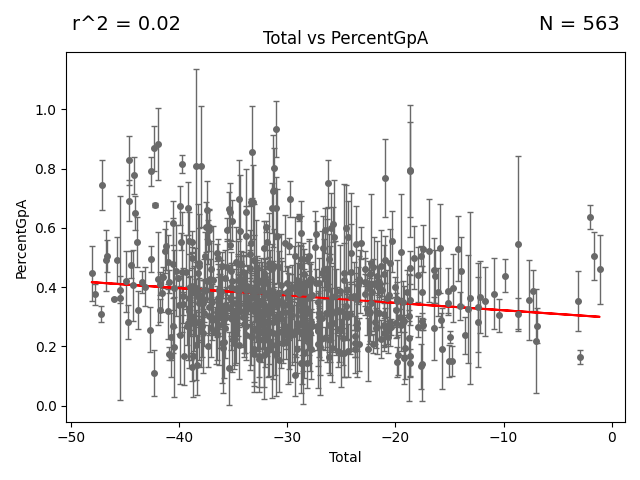 r^2 = 0.02
N = 563
Total vs PercentGpA
PercentGpA
1.0
0.8
0.6
0.4
0.2
0.0
−50
−40
−30
−20
−10
0
Total